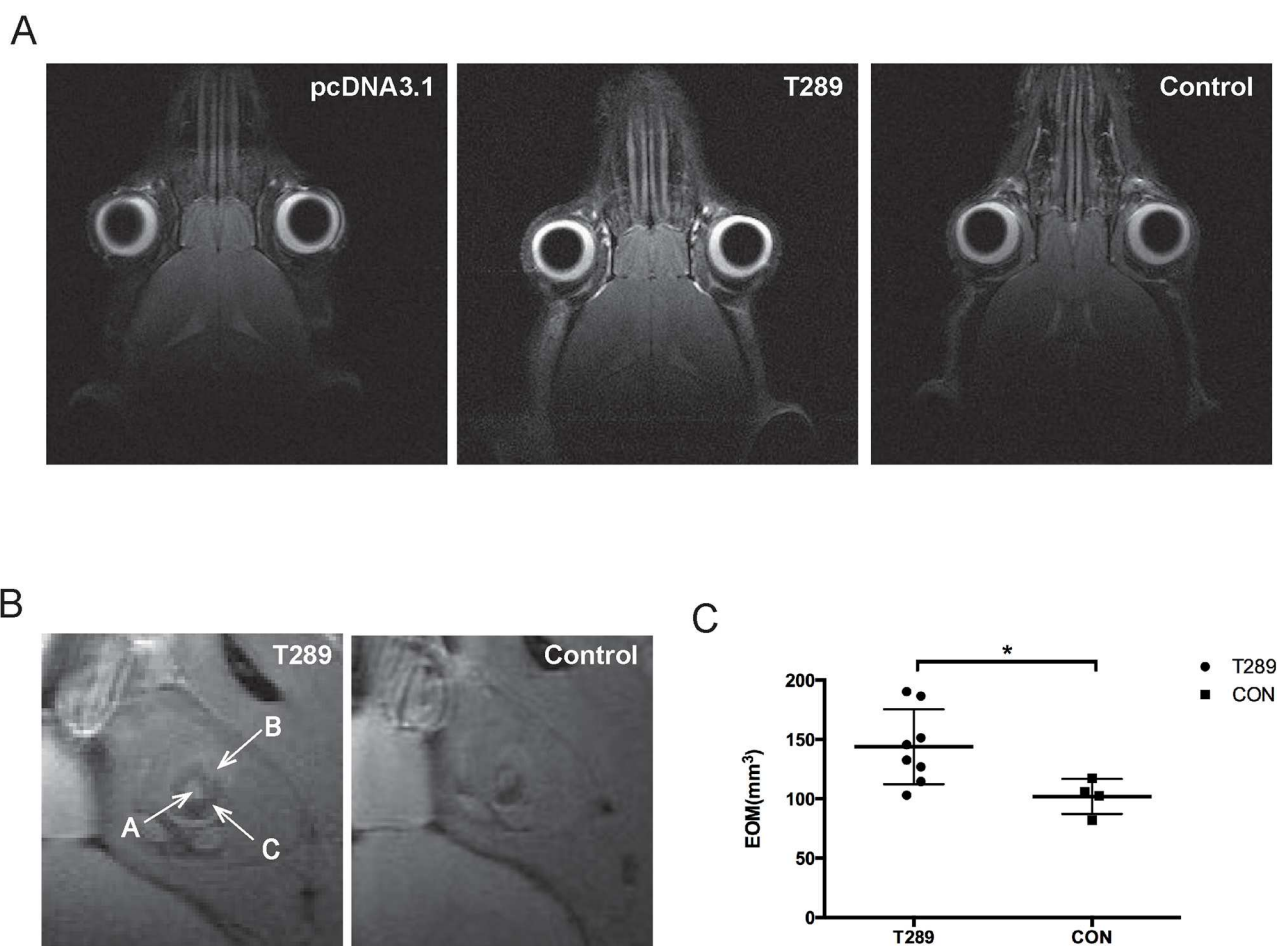 A
pcDNA3.1
T289
Control
B
T289
B
A
C
Control
C
*
EOM(mm³)
200
150
100
50
0
T289
CON
T289
CON